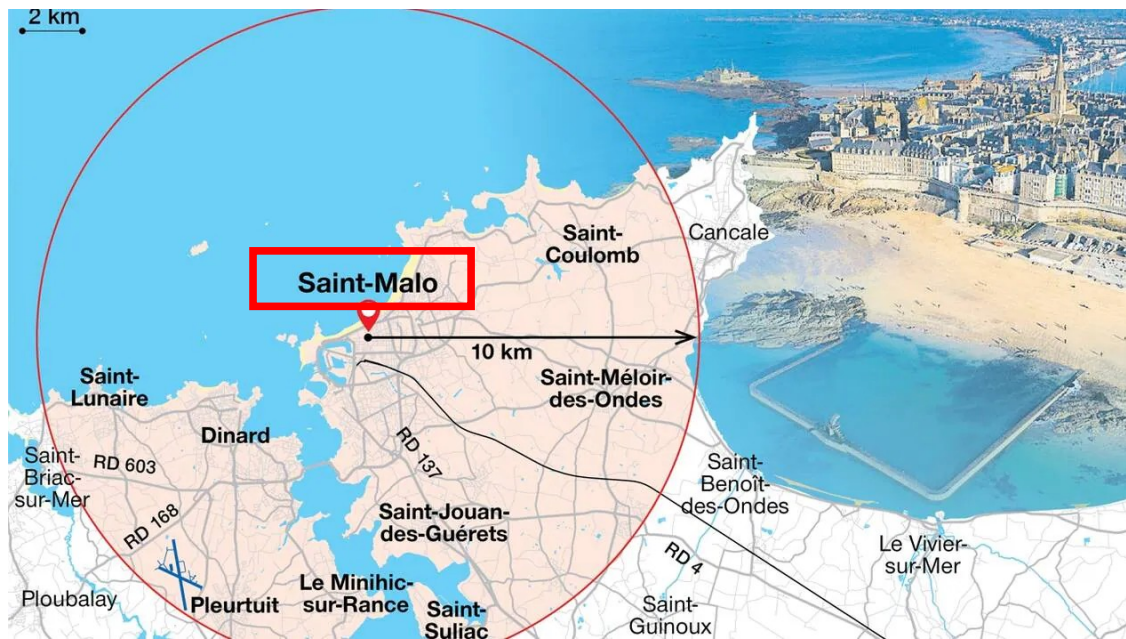 2 km
Saint-
Coulomb
Cancale
Saint-Malo
10 km
Saint-
Lunaire
Saint-Méloir-
des-Ondes
Dinard
RD 137
Saint-
Briac-
sur-Mer
RD 603
Saint-
Benoît-
des-Ondes
RD 168
Saint-Jouan-
des-Guérets
Le Vivier-
sur-Mer
RD 4
Ploubalay
Pleurtuit
Le Minihic-
sur-Rance
Saint-
Suliac
Saint-
Guinoux